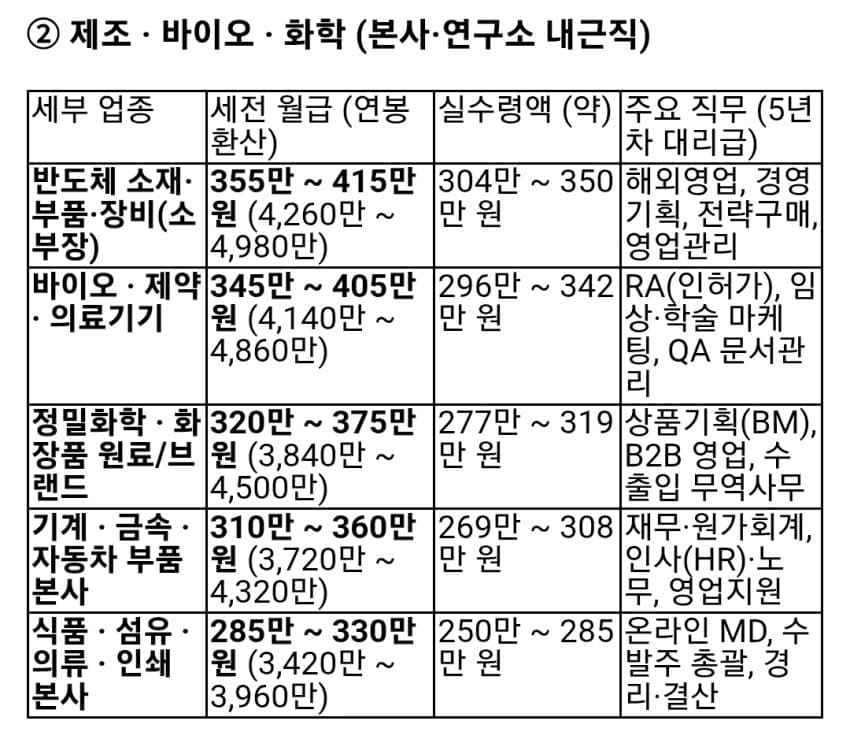 ② 제조 · 바이오 · 화학 (본사·연구소 내근직)
세부 업종
세전 월급 (연봉
환산)
실수령액 (약)
주요 직무 (5년
차 대리급)
반도체 소재·
부품·장비(소
부장)
355만 ~ 415만
원 (4,260만 ~
4,980만)
304만 ~ 350
만 원
해외영업, 경영
기획, 전략구매,
영업관리
바이오 · 제약
· 의료기기
345만 ~ 405만
원 (4,140만 ~
4,860만)
296만 ~ 342
만 원
RA(인허가), 임
상·학술 마케
팅, QA 문서관
리
정밀화학 · 화
장품 원료/브
랜드
320만 ~ 375만
원 (3,840만 ~
4,500만)
277만 ~ 319
만 원
상품기획(BM),
B2B 영업, 수
출입 무역사무
기계 · 금속 ·
자동차 부품
본사
310만 ~ 360만
원 (3,720만 ~
4,320만)
269만 ~ 308
만 원
재무·원가회계,
인사(HR)·노
무, 영업지원
식품 · 섬유 ·
의류 · 인쇄
본사
285만 ~ 330만
원 (3,420만 ~
3,960만)
250만 ~ 285
만 원
온라인 MD, 수
발주 총괄, 경
리·결산